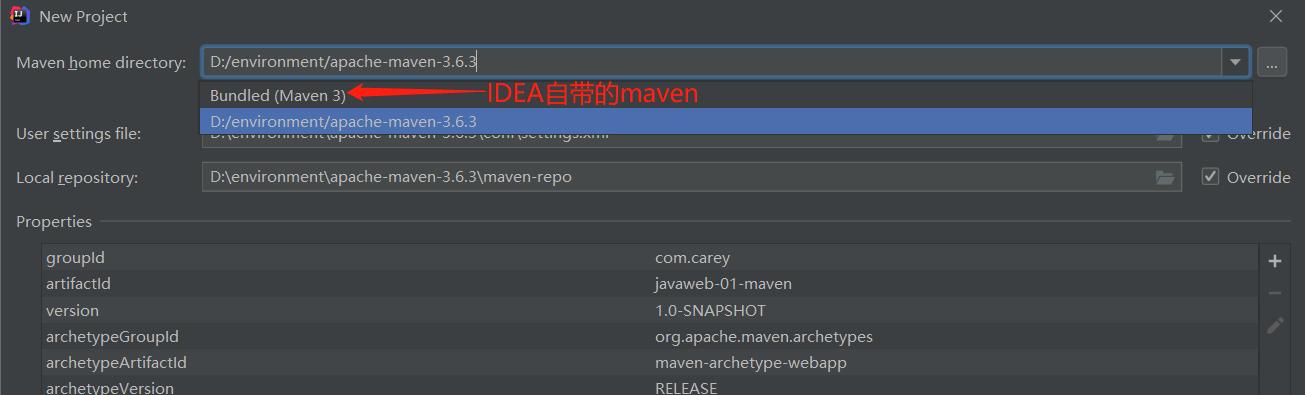 New Project
Maven home directory: D:/environment/apache-maven-3.6.3 ...
Bundled (Maven 3) IDEA自带的maven
D:/environment/apache-maven-3.6.3
User settings file: D:\environment\apache-maven-3.6.3\conf\settings.xml Override
Local repository: D:\environment\apache-maven-3.6.3\maven-repo Override
Properties
groupId com.carey
artifactId javaweb-01-maven
version 1.0-SNAPSHOT
archetypeGroupId org.apache.maven.archetypes
archetypeArtifactId maven-archetype-webapp
archetypeVersion RELEASE